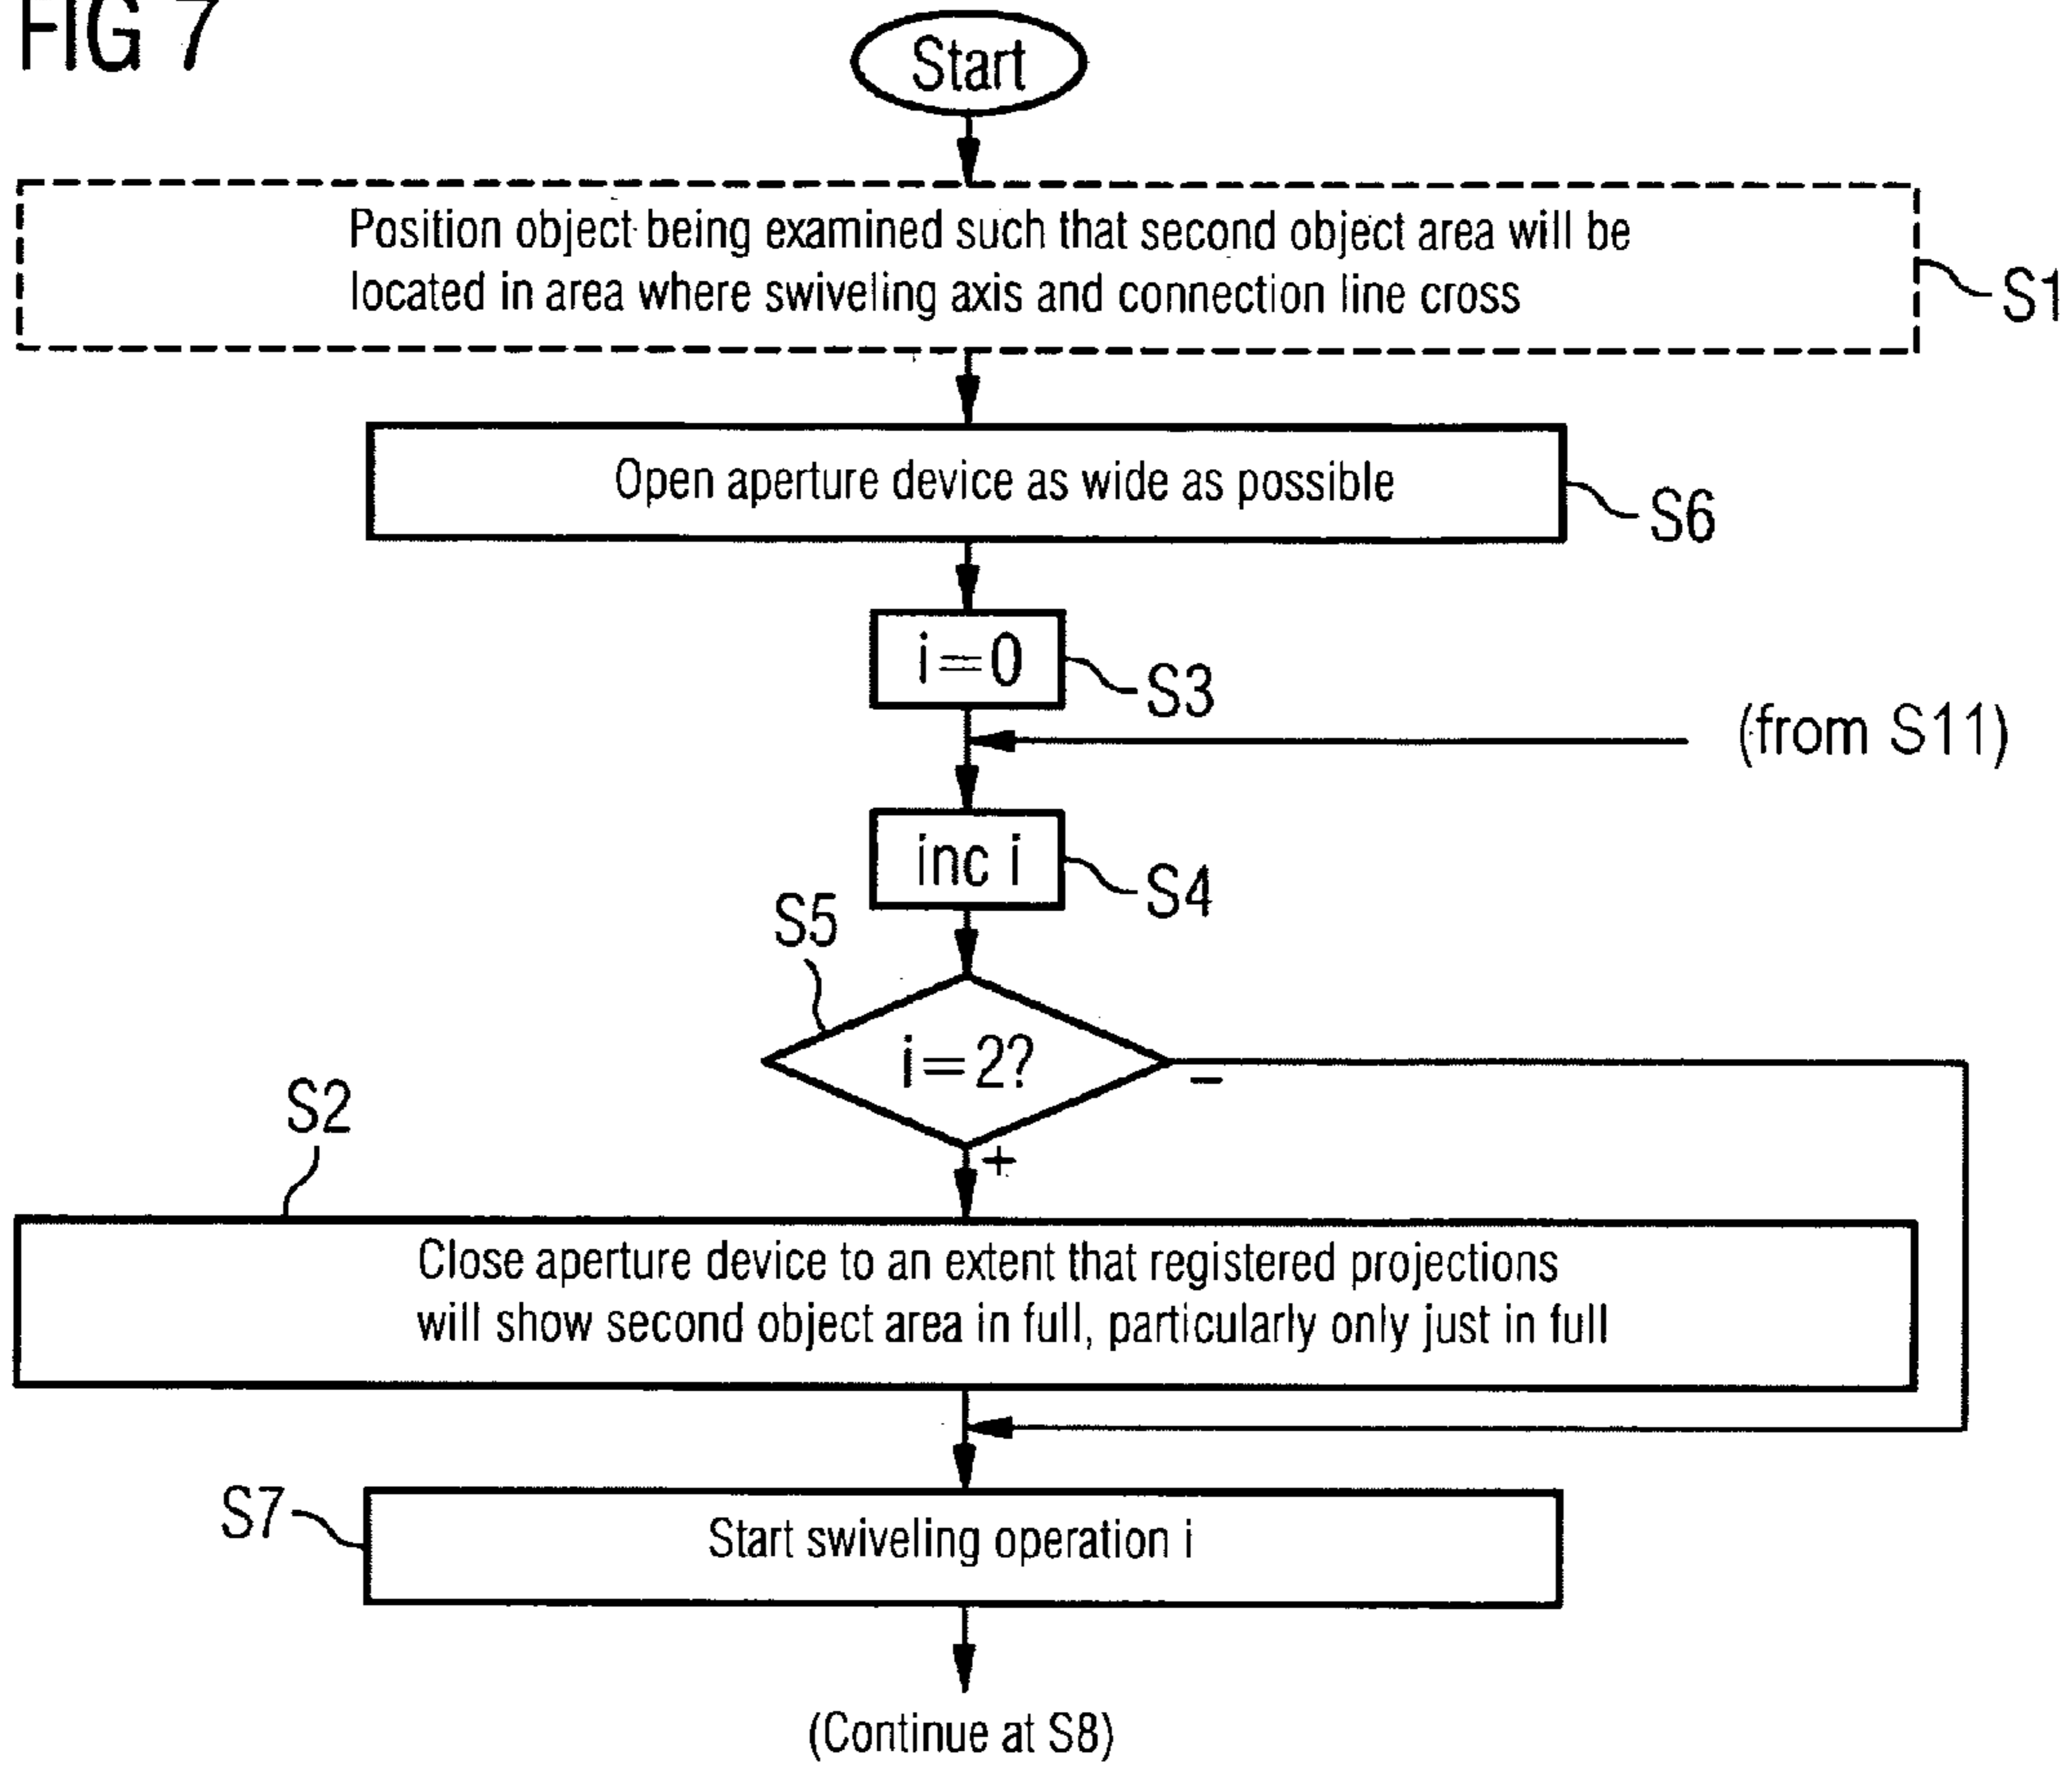 FIG 7
Start
Position object being examined such that second object area will be
located in area where swiveling axis and connection line cross
S1
Open aperture device as wide as possible
S6
i=0
S3
(from S11)
inc i
S4
S5
i=2?
–
+
S2
Close aperture device to an extent that registered projections
will show second object area in full, particularly only just in full
S7
Start swiveling operation i
(Continue at S8)